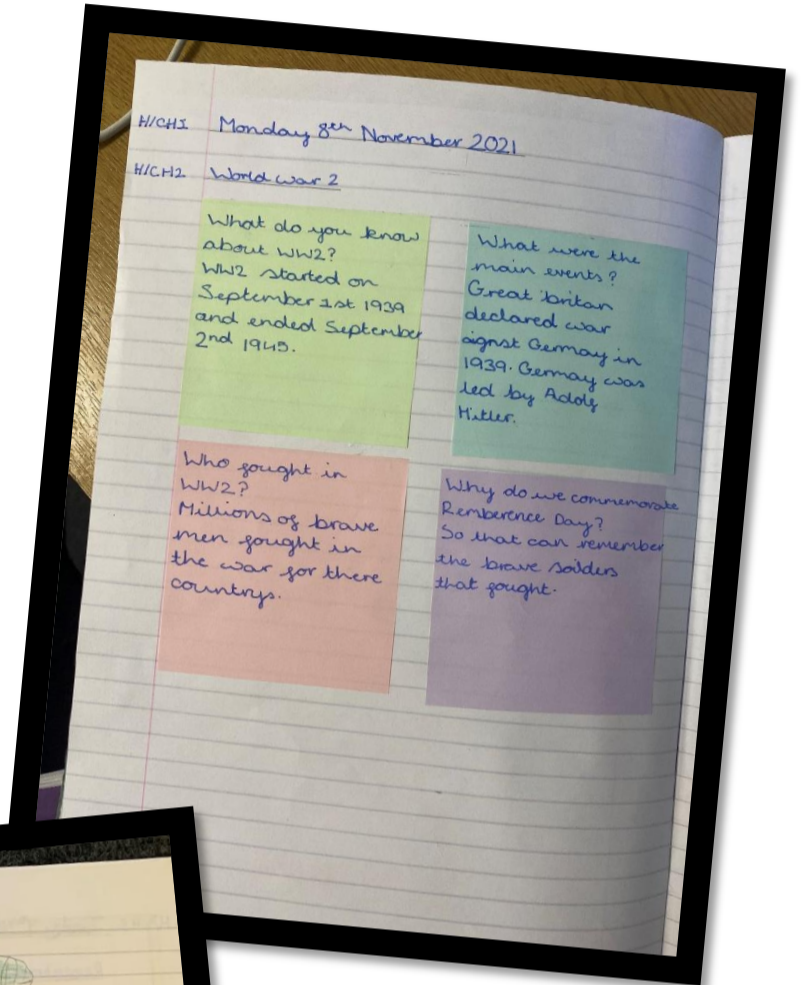 H/CH1 Monday 8th November 2021
H/CH2 World war 2
What do you know
about WW2?
WW2 started on
September 1st 1939
and ended September
2nd 1945.
What were the
main events?
Great britan
declared war
aignst Germay in
1939. Germay was
led by Adolf
Hitler.
Who fought in
WW2?
Millions of brave
men fought in
the war for there
countrys.
Why do we commemorate
Remberence Day?
So that can remember
the brave soilders
that fought.